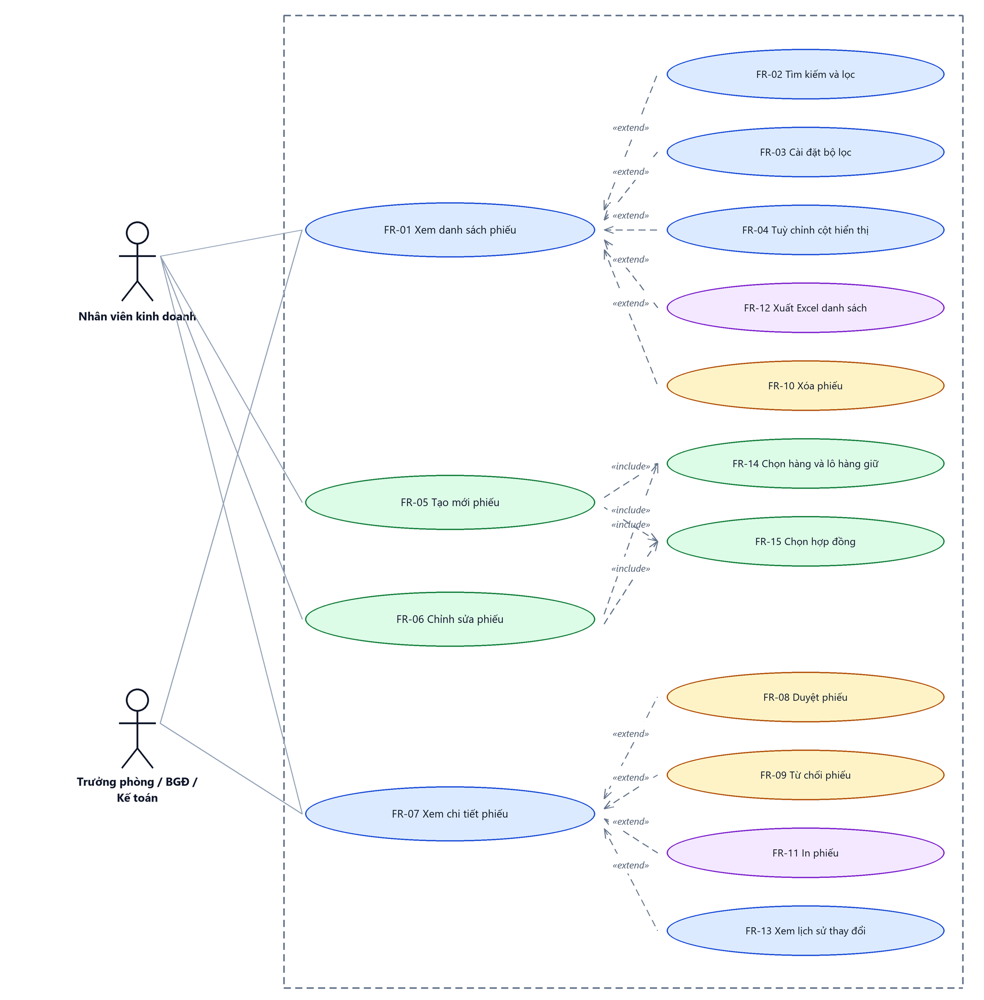 FR-02 Tìm kiếm và lọc
«extend»
FR-03 Cài đặt bộ lọc
«extend»
FR-01 Xem danh sách phiếu
«extend»
FR-04 Tuỳ chỉnh cột hiển thị
«extend»
FR-12 Xuất Excel danh sách
«extend»
Nhân viên kinh doanh
FR-10 Xóa phiếu
FR-14 Chọn hàng và lô hàng giữ
«include»
FR-05 Tạo mới phiếu
«include»
«include»
FR-15 Chọn hợp đồng
«include»
FR-06 Chỉnh sửa phiếu
FR-08 Duyệt phiếu
«extend»
FR-09 Từ chối phiếu
«extend»
Trưởng phòng / BGĐ /
Kế toán
FR-07 Xem chi tiết phiếu
«extend»
FR-11 In phiếu
«extend»
FR-13 Xem lịch sử thay đổi